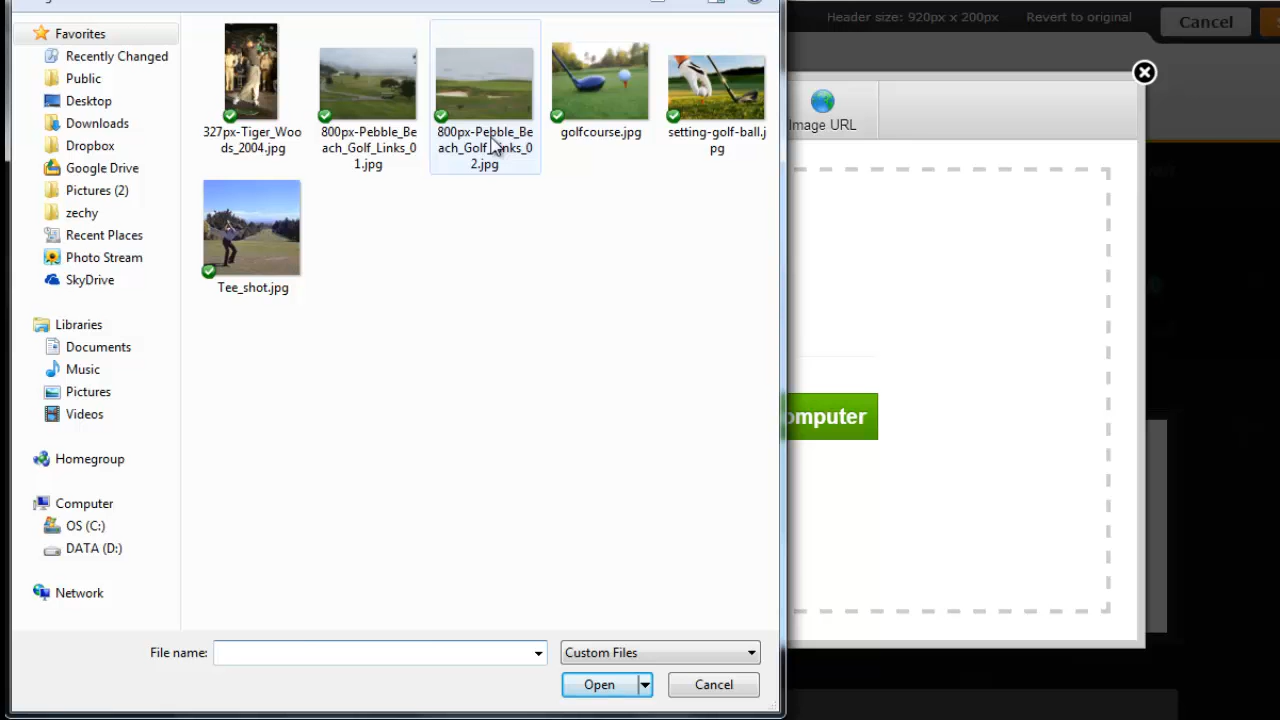 Header size: 920px x 200px
Revert to original
Cancel
Favorites
Recently Changed
Public
Desktop
Downloads
Dropbox
Google Drive
Pictures (2)
zechy
Recent Places
Photo Stream
SkyDrive
Libraries
Documents
Music
Pictures
Videos
Homegroup
Computer
OS (C:)
DATA (D:)
Network
327px-Tiger_Woo
ds_2004.jpg
800px-Pebble_Be
ach_Golf_Links_0
1.jpg
800px-Pebble_Be
ach_Golf_Links_0
2.jpg
golfcourse.jpg
setting-golf-ball.j
pg
Tee_shot.jpg
Image URL
omputer
File name:
Custom Files
Open
Cancel